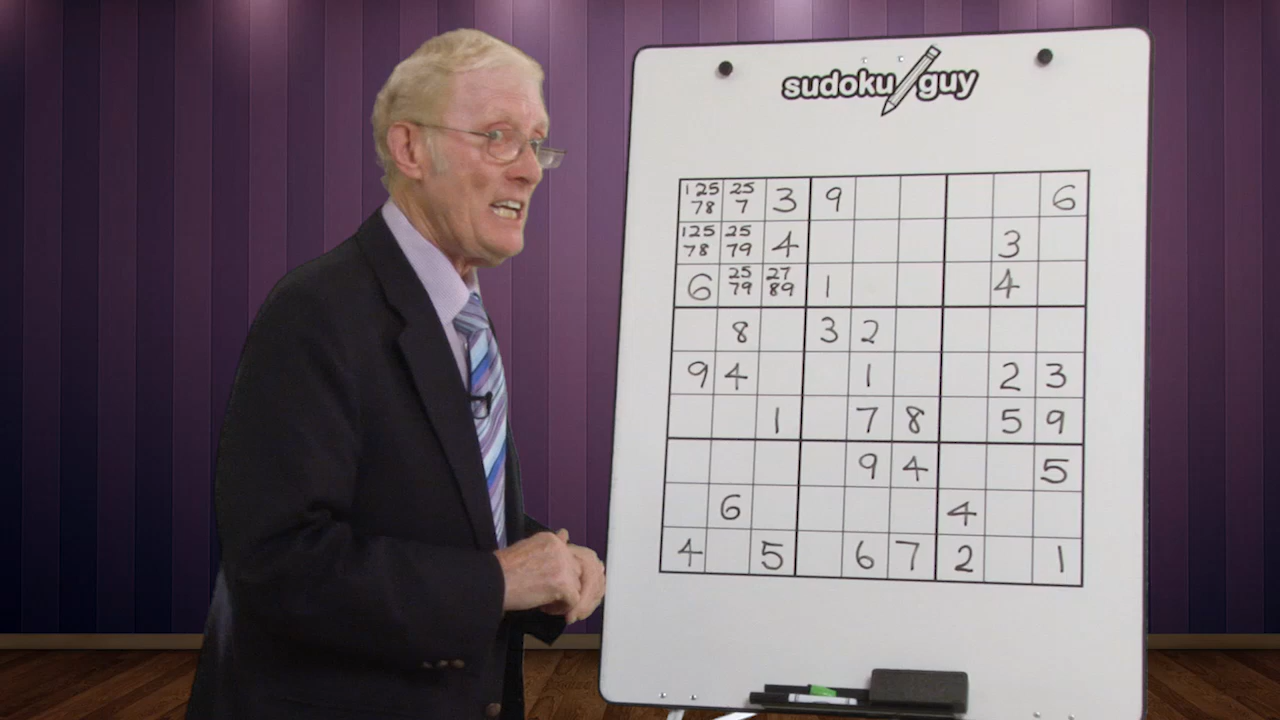 sudoku guy
125 78 25 7 3 9 6
125 78 25 79 4 3
6 25 79 27 89 1 4
8 3 2
9 4 1 2 3
1 7 8 5 9
9 4 5
6 4
4 5 6 7 2 1